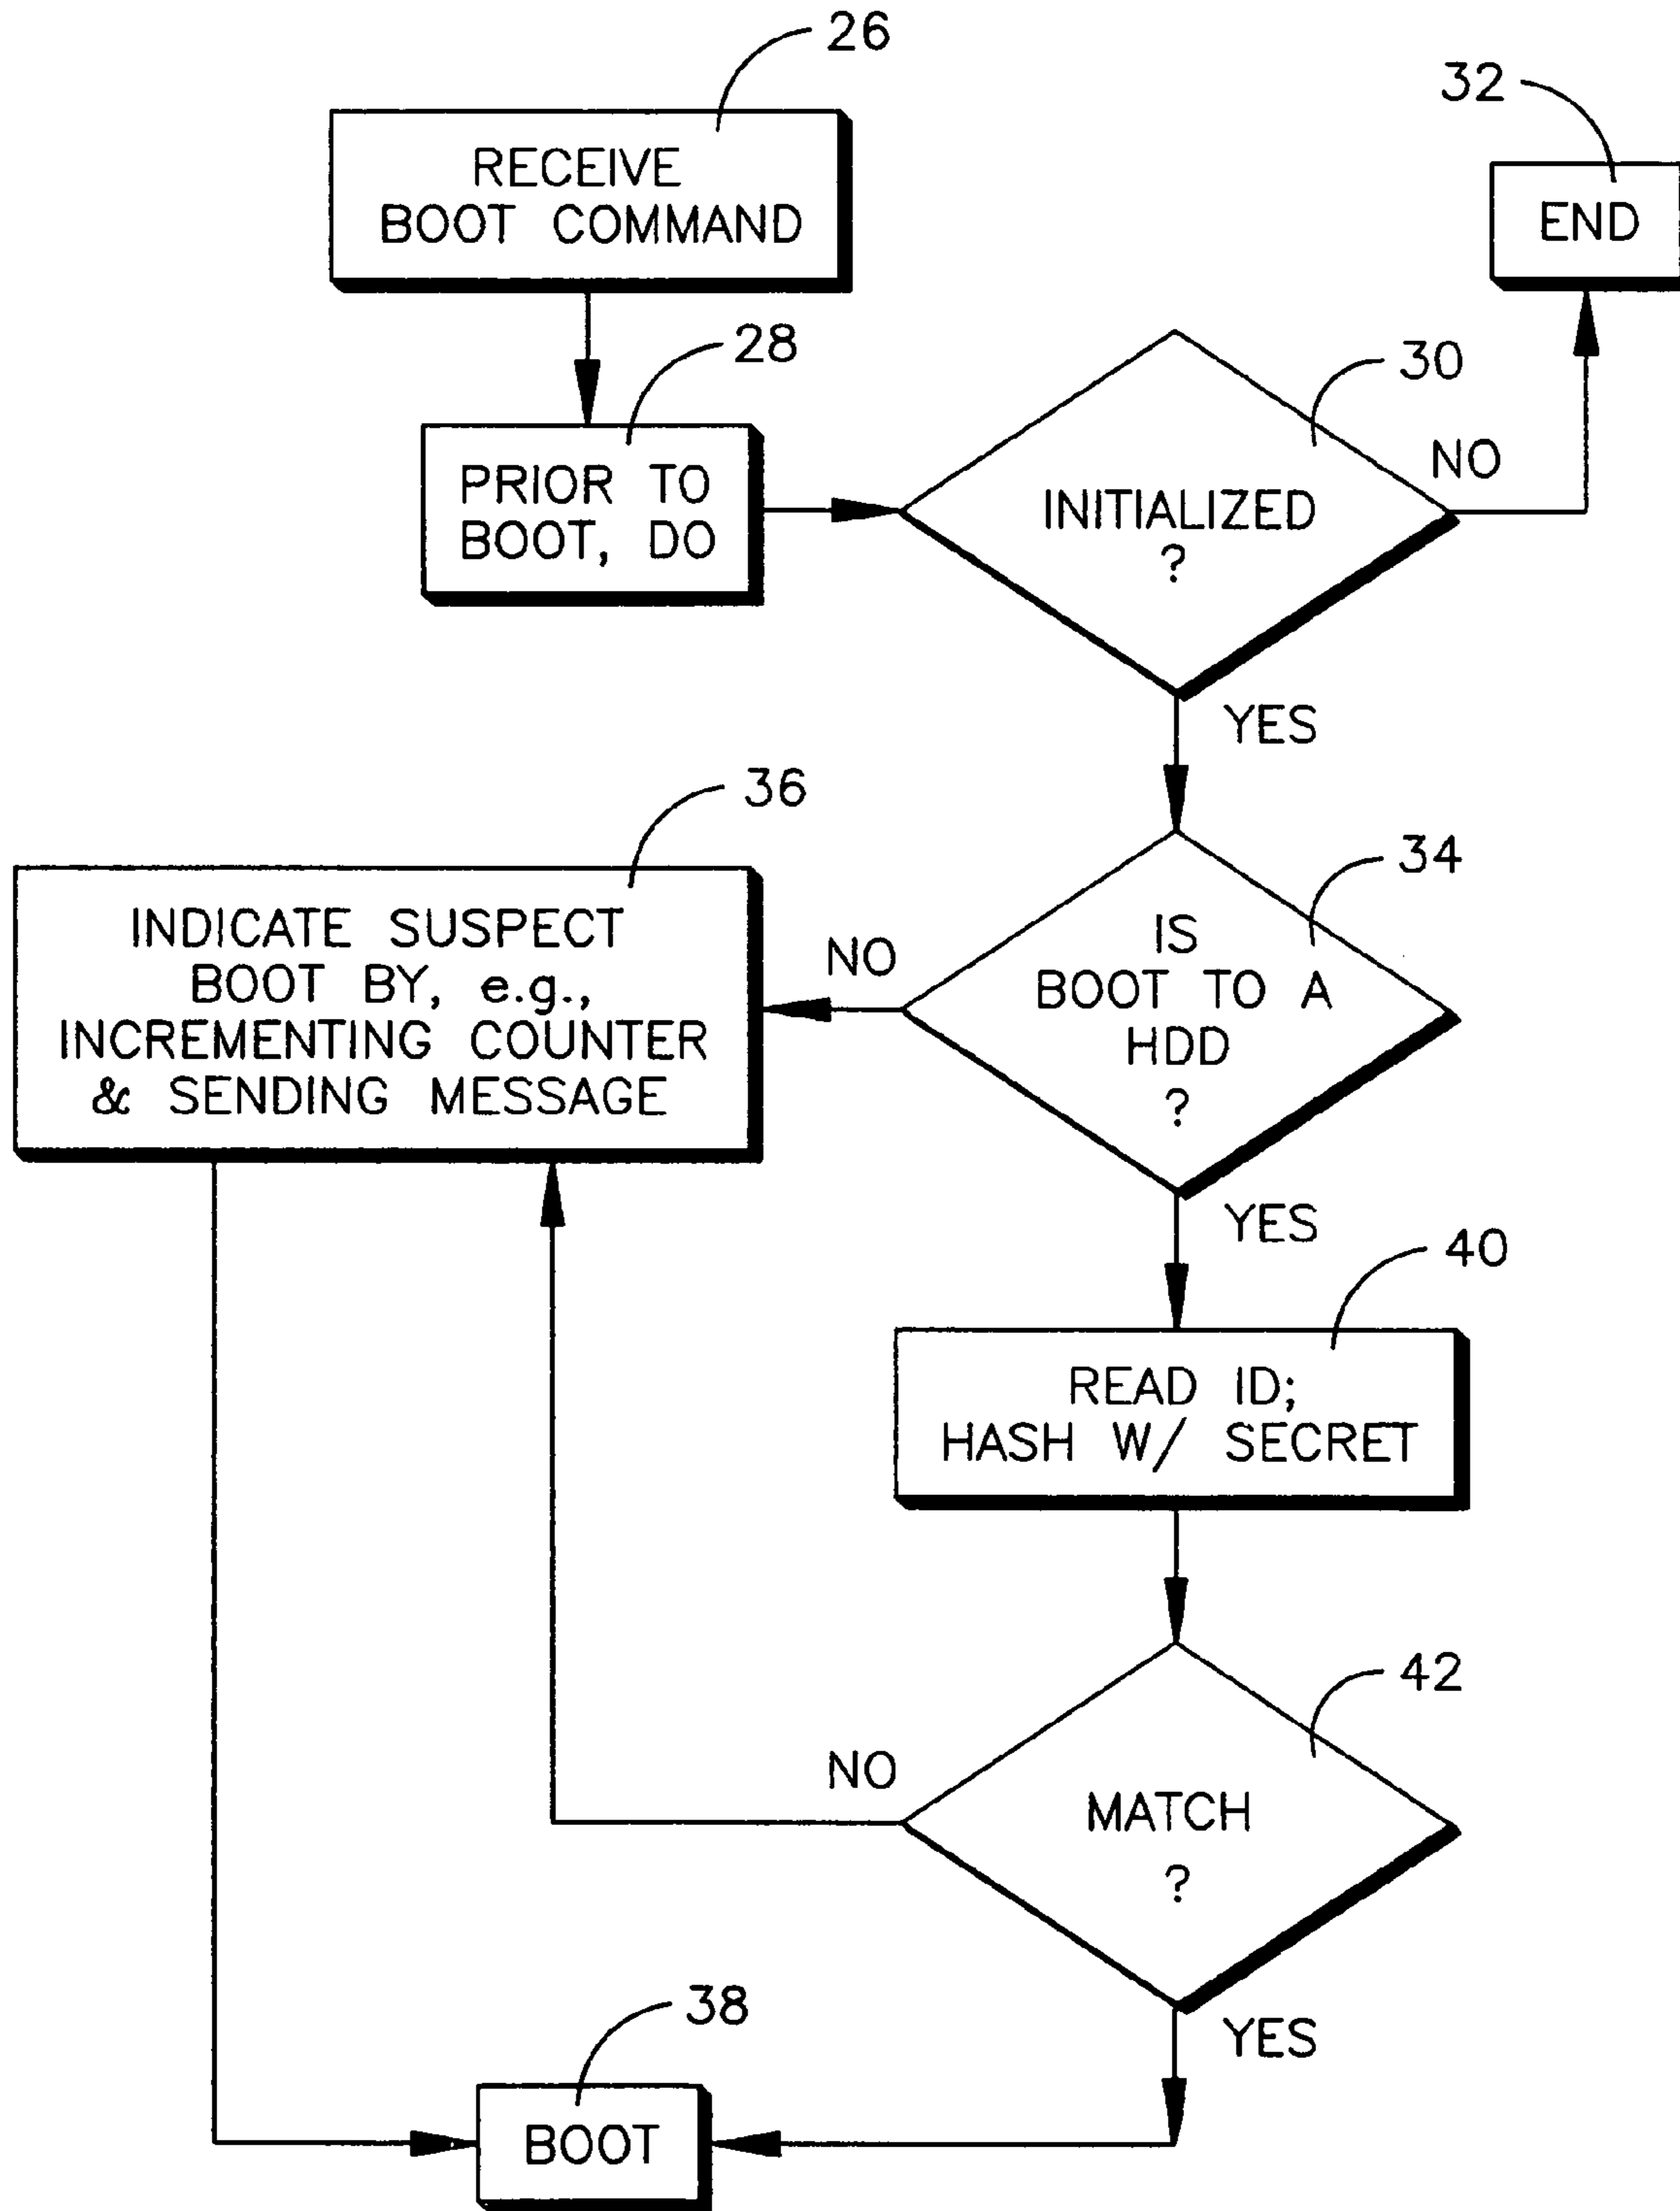 26
RECEIVE
BOOT COMMAND
32
END
28
PRIOR TO
BOOT, DO
30
INITIALIZED
?
NO
YES
36
INDICATE SUSPECT
BOOT BY, e.g.,
INCREMENTING COUNTER
& SENDING MESSAGE
NO
34
IS
BOOT TO A
HDD
?
YES
40
READ ID;
HASH W/ SECRET
42
MATCH
?
NO
YES
38
BOOT